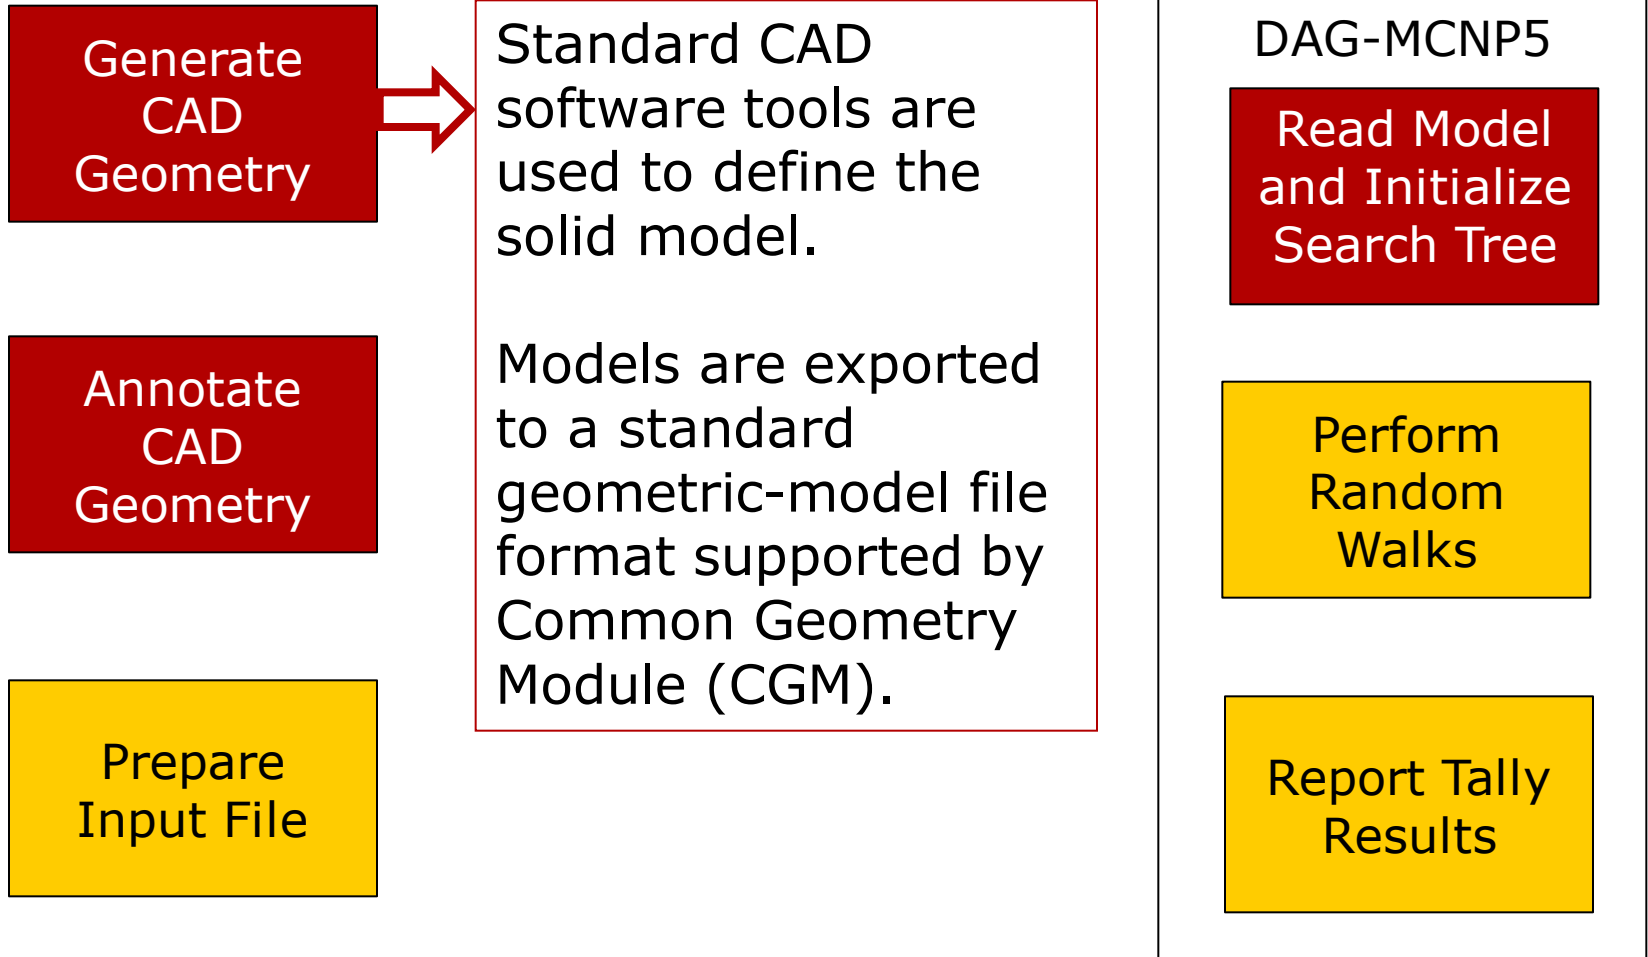 Generate
CAD
Geometry
Annotate
CAD
Geometry
Prepare
Input File
Standard CAD
software tools are
used to define the
solid model.
Models are exported
to a standard
geometric-model file
format supported by
Common Geometry
Module (CGM).
DAG-MCNP5
Read Model
and Initialize
Search Tree
Perform
Random
Walks
Report Tally
Results